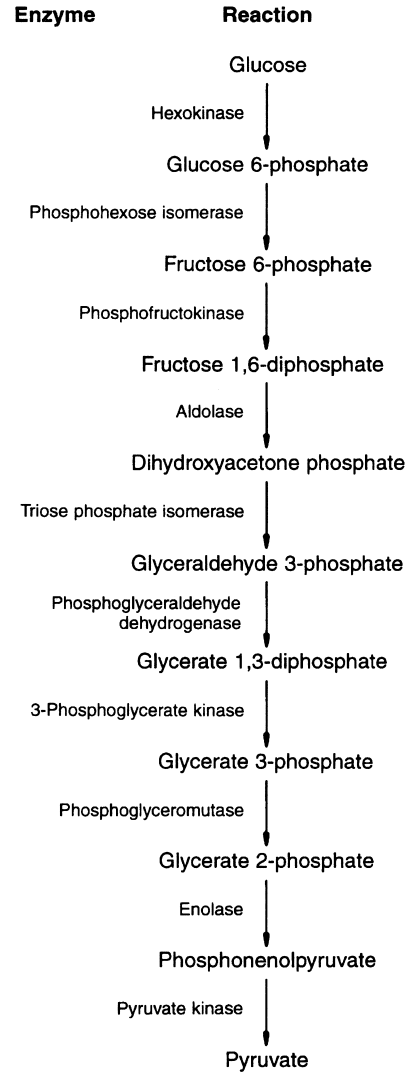 Enzyme Reaction
Glucose
Hexokinase
Glucose 6-phosphate
Phosphohexose isomerase
Fructose 6-phosphate
Phosphofructokinase
Fructose 1,6-diphosphate
Aldolase
Dihydroxyacetone phosphate
Triose phosphate isomerase
Glyceraldehyde 3-phosphate
Phosphoglyceraldehyde
dehydrogenase
Glycerate 1,3-diphosphate
3-Phosphoglycerate kinase
Glycerate 3-phosphate
Phosphoglyceromutase
Glycerate 2-phosphate
Enolase
Phosphonenolpyruvate
Pyruvate kinase
Pyruvate